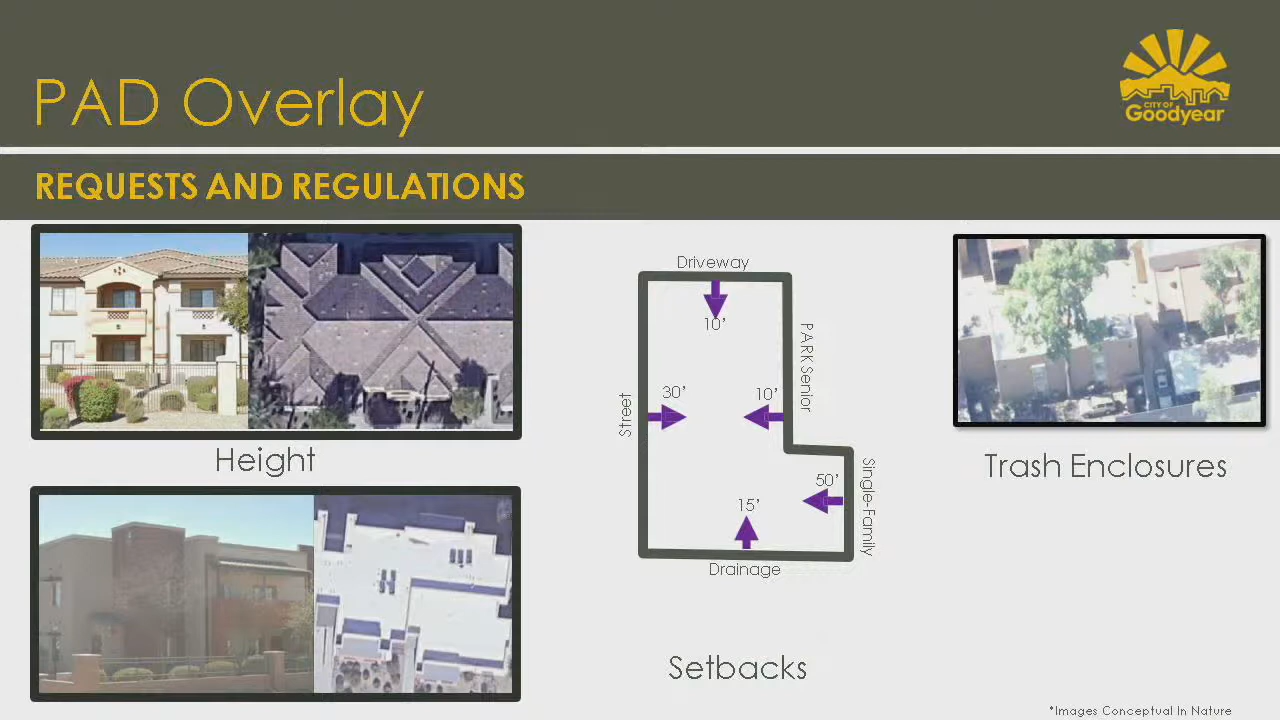 PAD Overlay
CITY OF
Goodyear
REQUESTS AND REGULATIONS
Height
Driveway
10'
Street
30'
10'
PARK Senior
50'
Single-Family
15'
Drainage
Setbacks
Trash Enclosures
*Images Conceptual In Nature